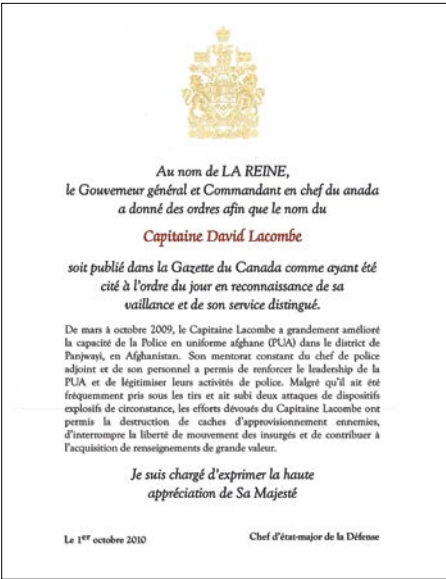 Au nom de LA REINE,
le Gouverneur général et Commandant en chef du anada
a donné des ordres afin que le nom du
Capitaine David Lacombe
soit publié dans la Gazette du Canada comme ayant été
cité à l'ordre du jour en reconnaissance de sa
vaillance et de son service distingué.
De mars à octobre 2009, le Capitaine Lacombe a grandement amélioré
la capacité de la Police en uniforme afghane (PUA) dans le district de
Panjwayi, en Afghanistan. Son mentorat constant du chef de police
adjoint et de son personnel a permis de renforcer le leadership de la
PUA et de légitimiser leurs activités de police. Malgré qu'il ait été
fréquemment pris sous les tirs et ait subi deux attaques de dispositifs
explosifs de circonstance, les efforts dévoués du Capitaine Lacombe ont
permis la destruction de caches d'approvisionnement ennemies,
d'interrompre la liberté de mouvement des insurgés et de contribuer à
l'acquisition de renseignements de grande valeur.
Je suis chargé d'exprimer la haute
appréciation de Sa Majesté
Le 1er octobre 2010 Chef d'état-major de la Défense